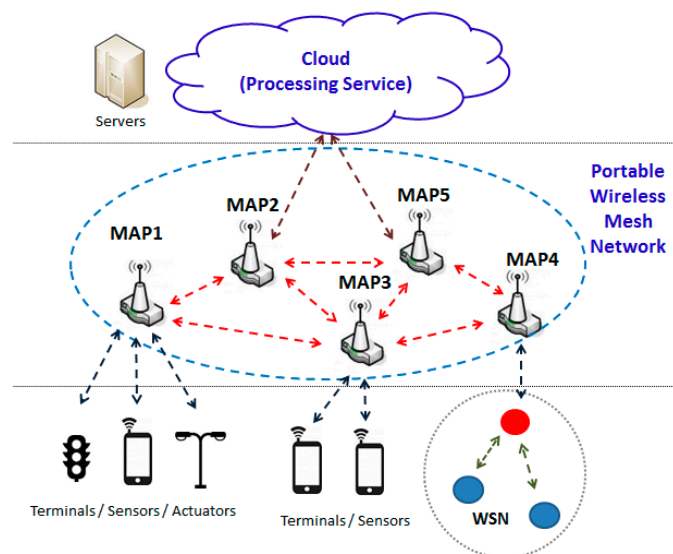 Cloud
(Processing Service)
Servers
Portable
Wireless
Mesh
Network
MAP1
MAP2
MAP5
MAP3
MAP4
Terminals / Sensors / Actuators
Terminals / Sensors
WSN